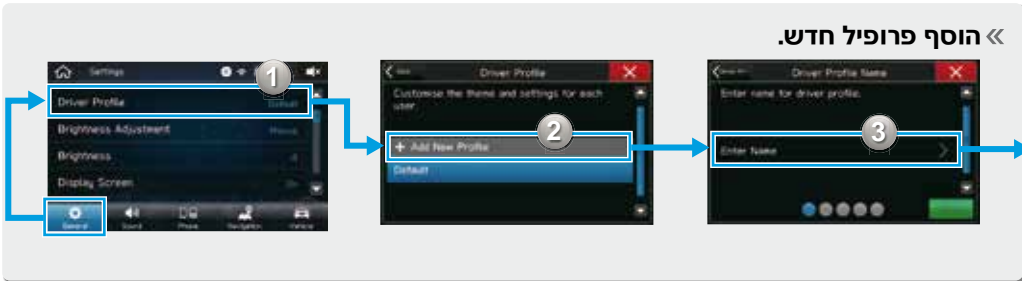 הוסף פרופיל חדש.
Settings
1
Driver Profile
Default
Brightness Adjustment
Manual
Brightness
Display Screen
On
General
Sound
Phone
Navigation
Vehicle
Driver Profile
Customise the theme and settings for each
user.
2
+ Add New Profile
Default
Driver Profile Name
Enter name for driver profile.
3
Enter Name